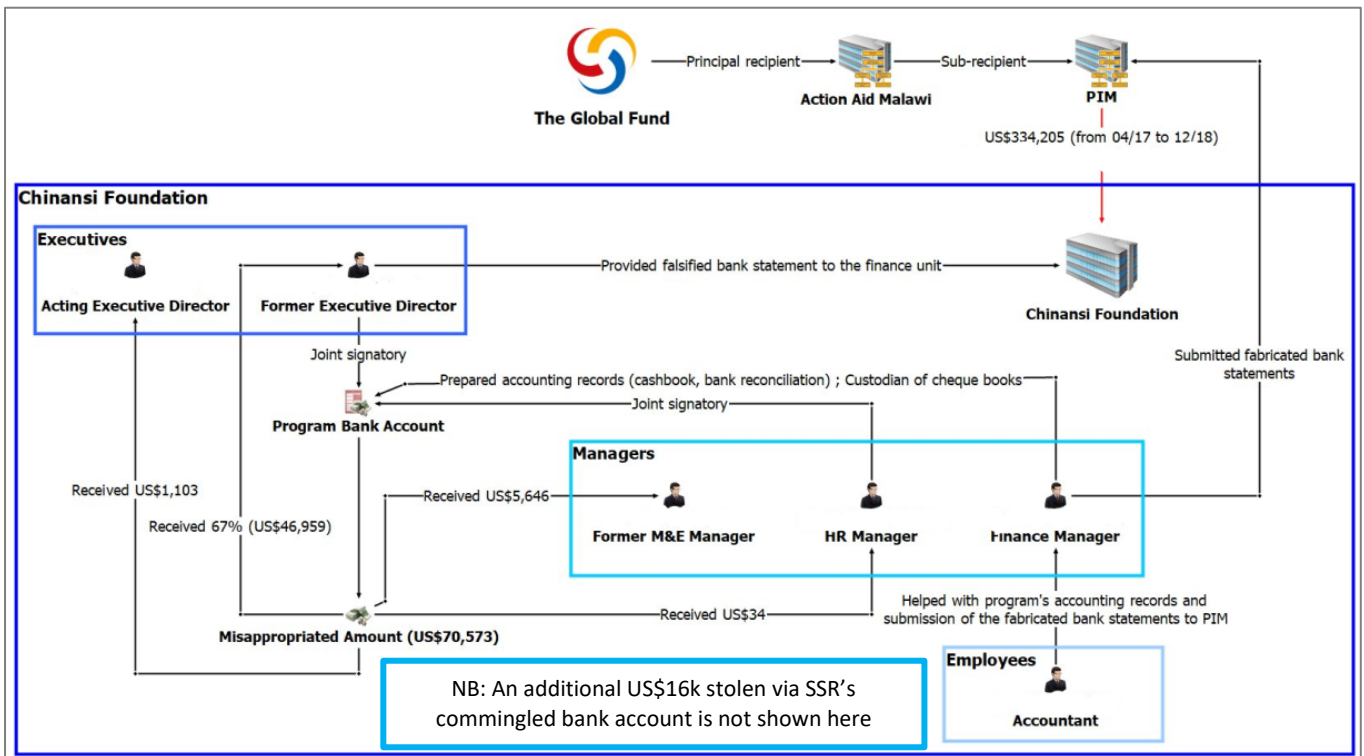 Principal recipient
Sub-recipient
The Global Fund
Action Aid Malawi
PIM
US$334,205 (from 04/17 to 12/18)
Chinansi Foundation
Executives
Acting Executive Director
Former Executive Director
Provided falsified bank statement to the finance unit
Chinansi Foundation
Joint signatory
Submitted fabricated bank
statements
Prepared accounting records (cashbook, bank reconciliation) ; Custodian of cheque books
Joint signatory
Program Bank Account
Managers
Received US$1,103
Received US$5,646
Received 67% (US$46,959)
Former M&E Manager
HR Manager
Finance Manager
Helped with program's accounting records and
submission of the fabricated bank statements to PIM
Received US$34
Misappropriated Amount (US$70,573)
Employees
Accountant
NB: An additional US$16k stolen via SSR’s
commingled bank account is not shown here